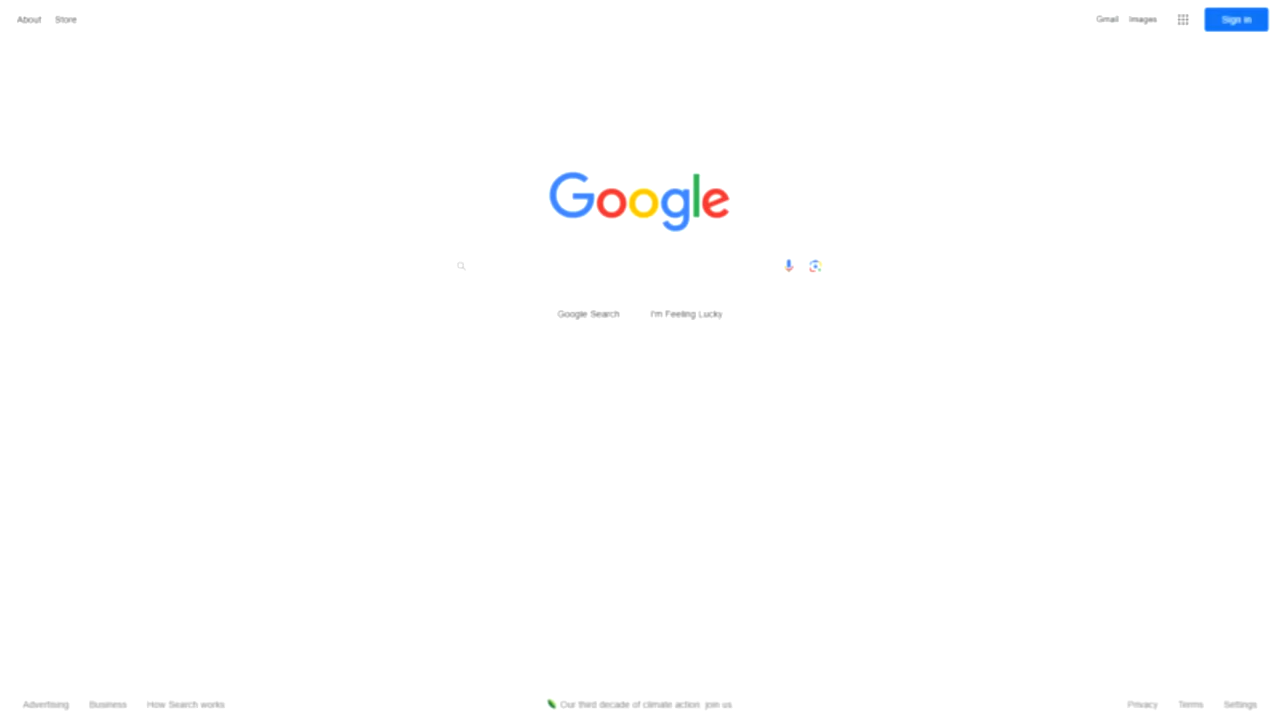 About Store Gmail Images Sign in
Google
Google Search I'm Feeling Lucky
Advertising Business How Search works Our third decade of climate action: join us Privacy Terms Settings